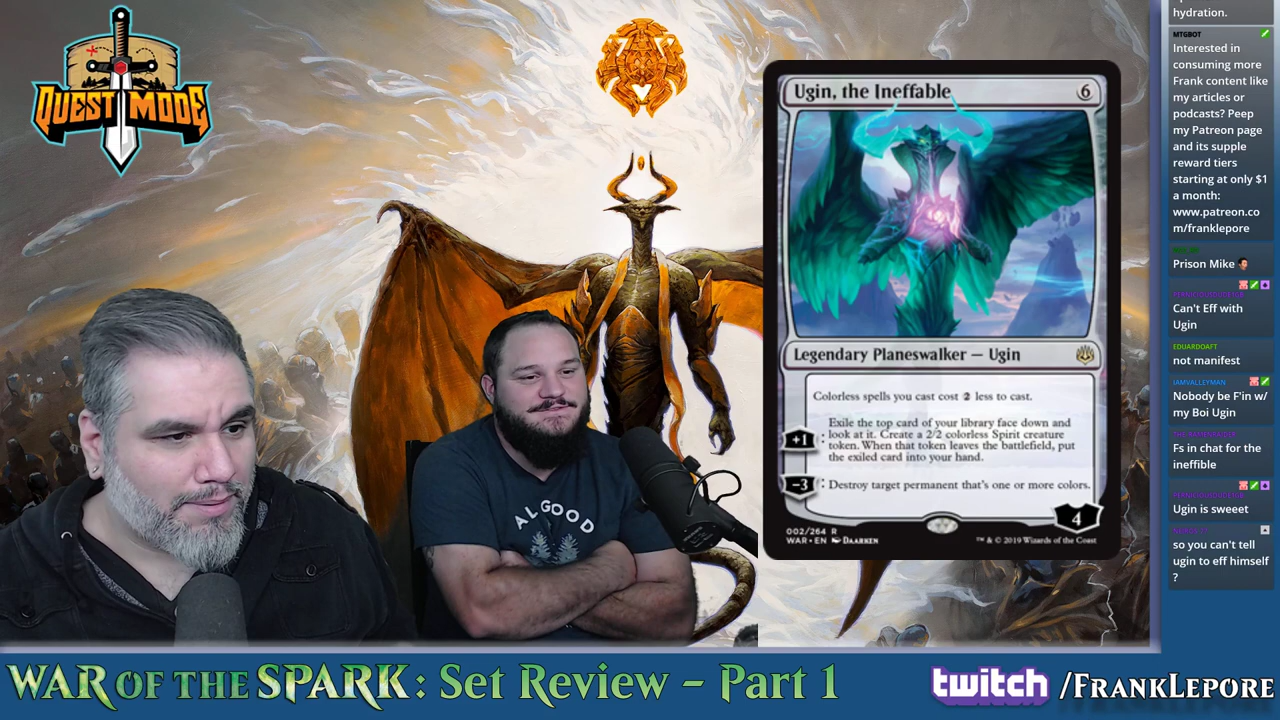 QUEST MODE
Ugin, the Ineffable 6
Legendary Planeswalker — Ugin
Colorless spells you cast cost 2 less to cast.
+1 : Exile the top card of your library face down and
look at it. Create a 2/2 colorless Spirit creature
token. When that token leaves the battlefield, put
the exiled card into your hand.
−3 : Destroy target permanent that's one or more colors.
4
002/264 R
WAR • EN DAARKEN
™ & © 2019 Wizards of the Coast
AL GOOD
hydration.
MTGBOT
Interested in
consuming more
Frank content like
my articles or
podcasts? Peep
my Patreon page
and its supple
reward tiers
starting at only $1
a month:
www.patreon.co
m/franklepore
Prison Mike
Can't Eff with
Ugin
EDUARDOAFT
not manifest
IAMVALLEYMAN
Nobody be F'in w/
my Boi Ugin
Fs in chat for the
ineffible
Ugin is sweeet
so you can't tell
ugin to eff himself
?
WAR OF THE SPARK: Set Review - Part 1
twitch /FRANKLEPORE